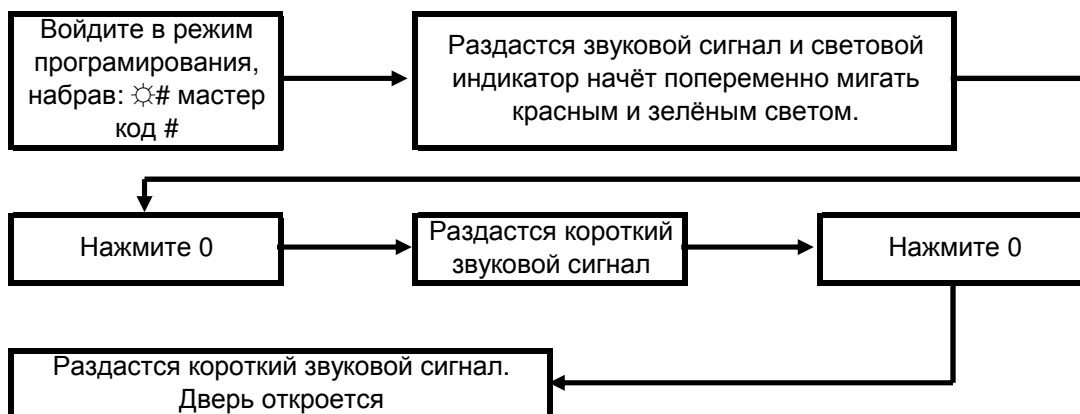 Войдите в режим
програмирования,
набрав: ☼# мастер
код #
Раздастся звуковой сигнал и световой
индикатор начёт попеременно мигать
красным и зелёным светом.
Нажмите 0
Раздастся короткий
звуковой сигнал
Нажмите 0
Раздастся короткий звуковой сигнал.
Дверь откроется